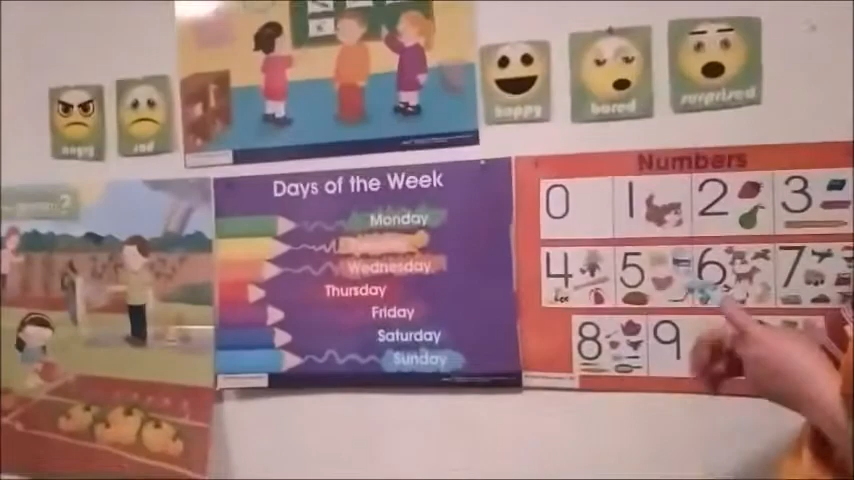 happy
bored
surprised
angry
sad
Days of the Week
Monday
Wednesday
Thursday
Friday
Saturday
Sunday
Numbers
0 1 2 3
4 5 6 7
8 9